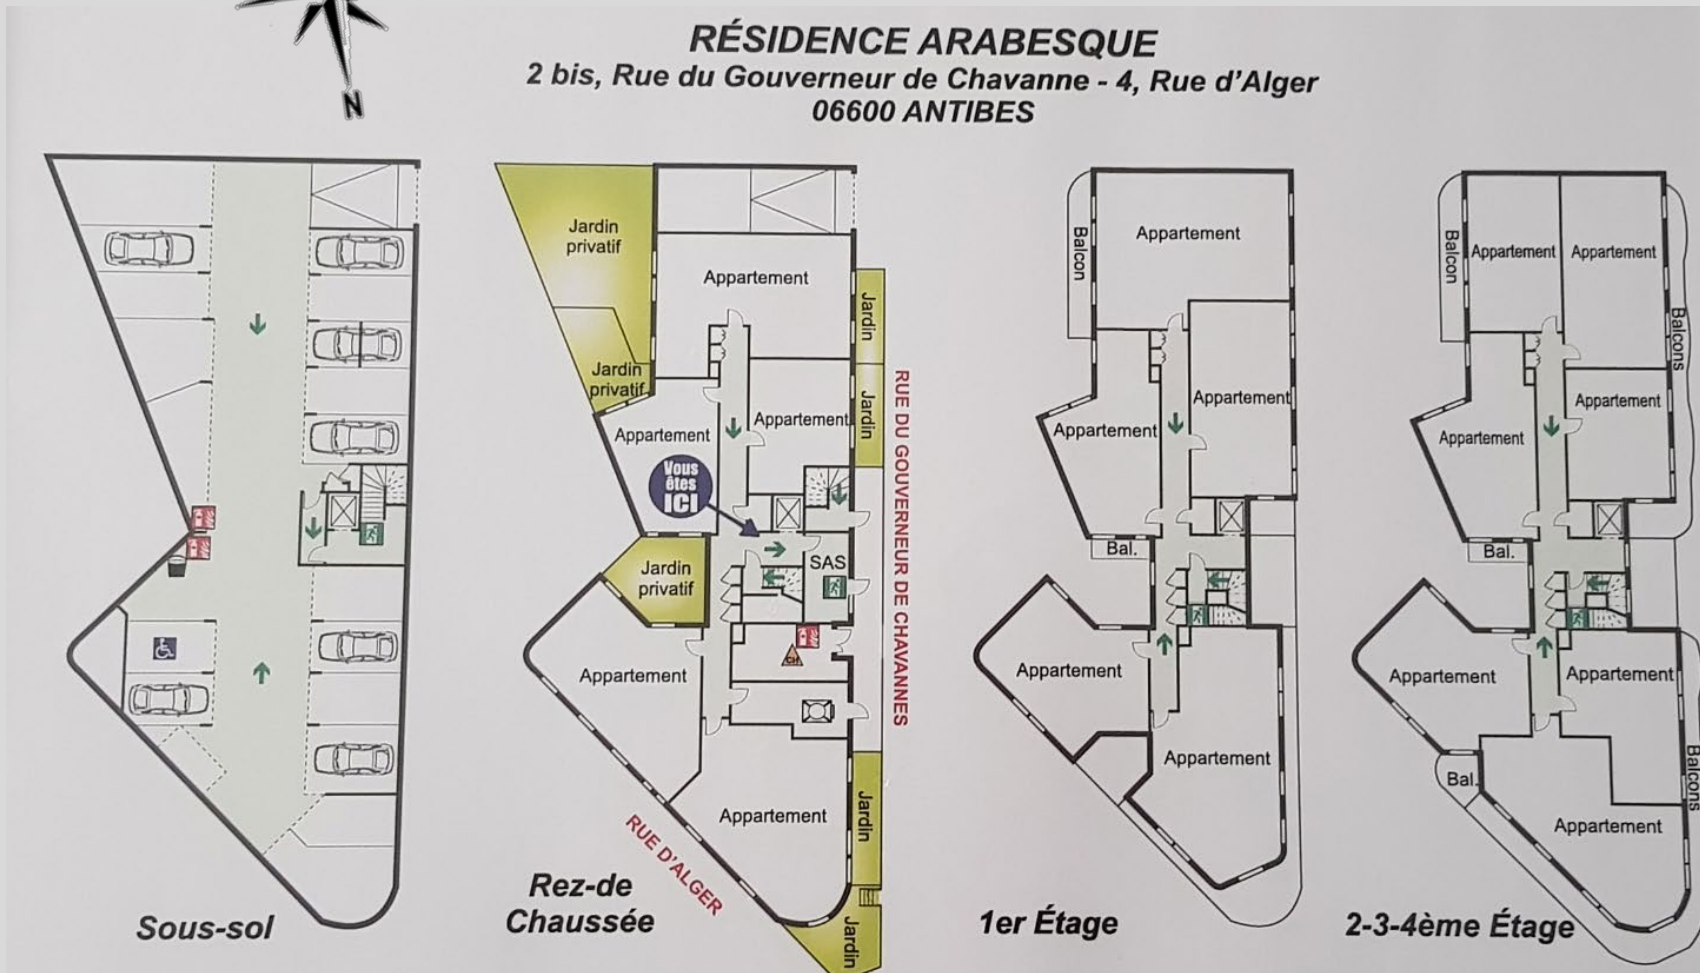 N
RÉSIDENCE ARABESQUE
2 bis, Rue du Gouverneur de Chavanne - 4, Rue d'Alger
06600 ANTIBES
Sous-sol
Jardin
privatif
Jardin
privatif
Appartement
Appartement
Appartement
Jardin
Jardin
Vous
êtes
ICI
Jardin
privatif
SAS
CH
Appartement
Appartement
Jardin
Jardin
RUE DU GOUVERNEUR DE CHAVANNES
RUE D'ALGER
Rez-de
Chaussée
Balcon
Appartement
Appartement
Appartement
Bal.
Appartement
Appartement
1er Étage
Balcon
Appartement
Appartement
Balcons
Appartement
Appartement
Bal.
Appartement
Appartement
Bal.
Balcons
Appartement
2-3-4ème Étage